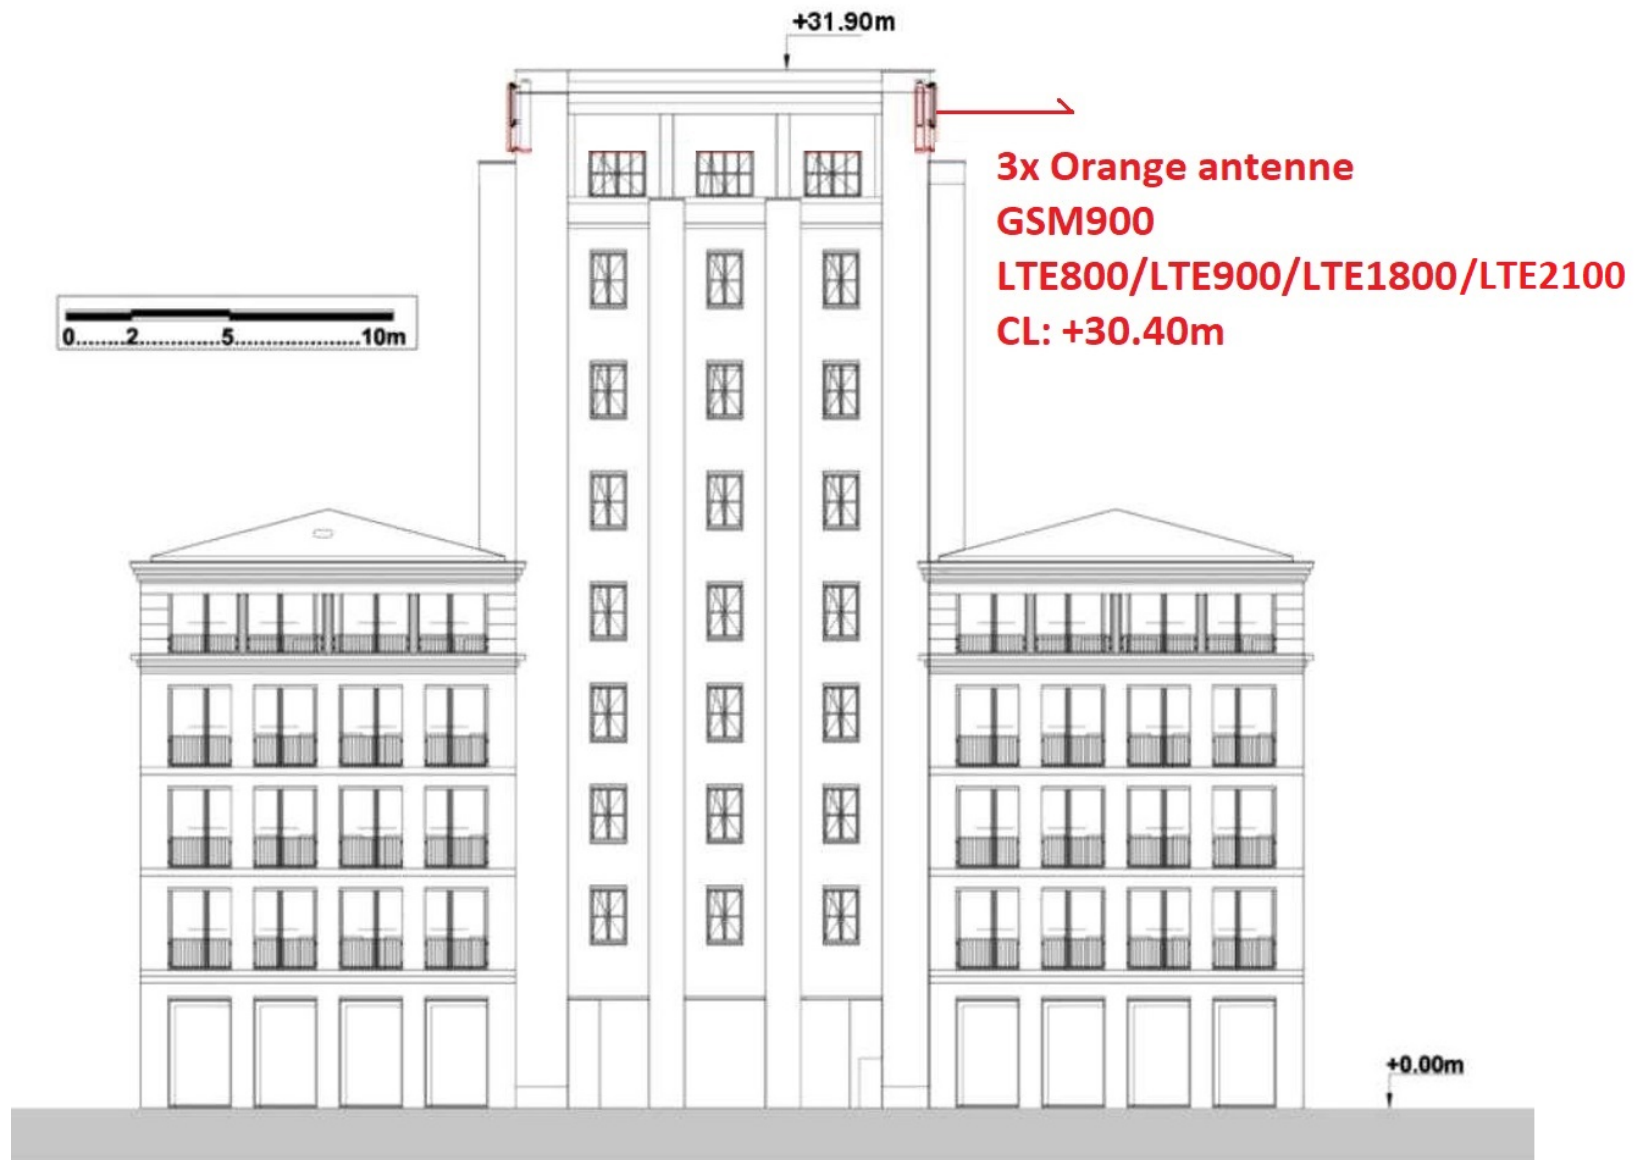 +31.90m
3x Orange antenne
GSM900
LTE800/LTE900/LTE1800/LTE2100
CL: +30.40m
0........2.............5....................10m
+0.00m